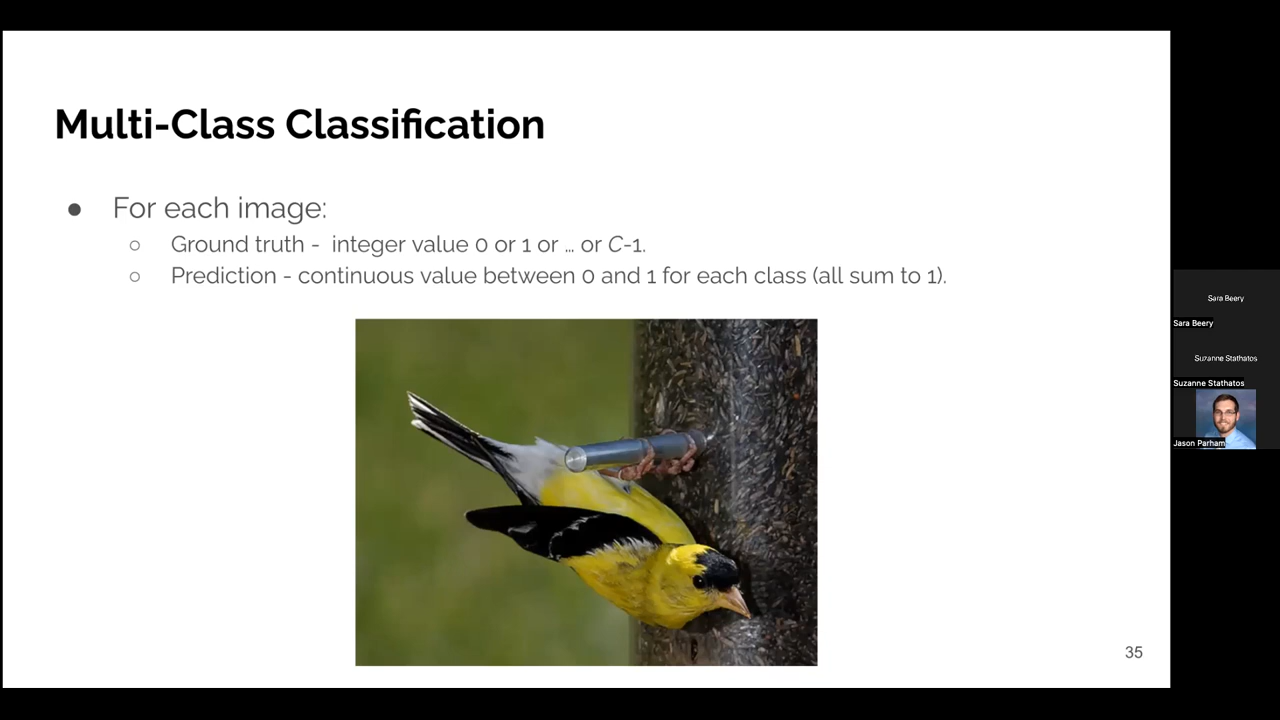 Multi-Class Classification
● For each image:
○ Ground truth - integer value 0 or 1 or … or C-1.
○ Prediction - continuous value between 0 and 1 for each class (all sum to 1).
35
Sara Beery
Sara Beery
Suzanne Stathatos
Suzanne Stathatos
Jason Parham